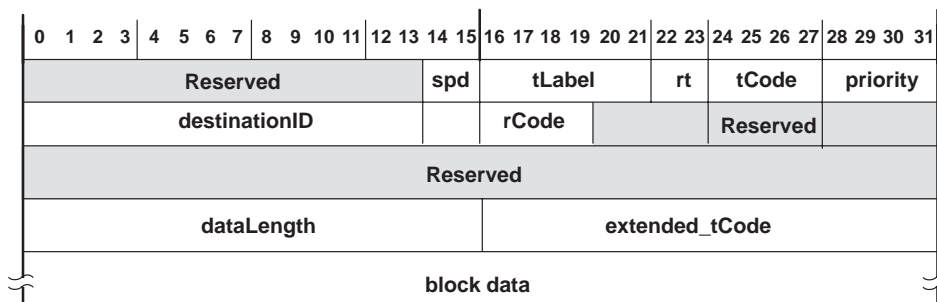 0 1 2 3 4 5 6 7 8 9 10 11 12 13 14 15 16 17 18 19 20 21 22 23 24 25 26 27 28 29 30 31
Reserved spd tLabel rt tCode priority
destinationID rCode Reserved
Reserved
dataLength extended_tCode
block data